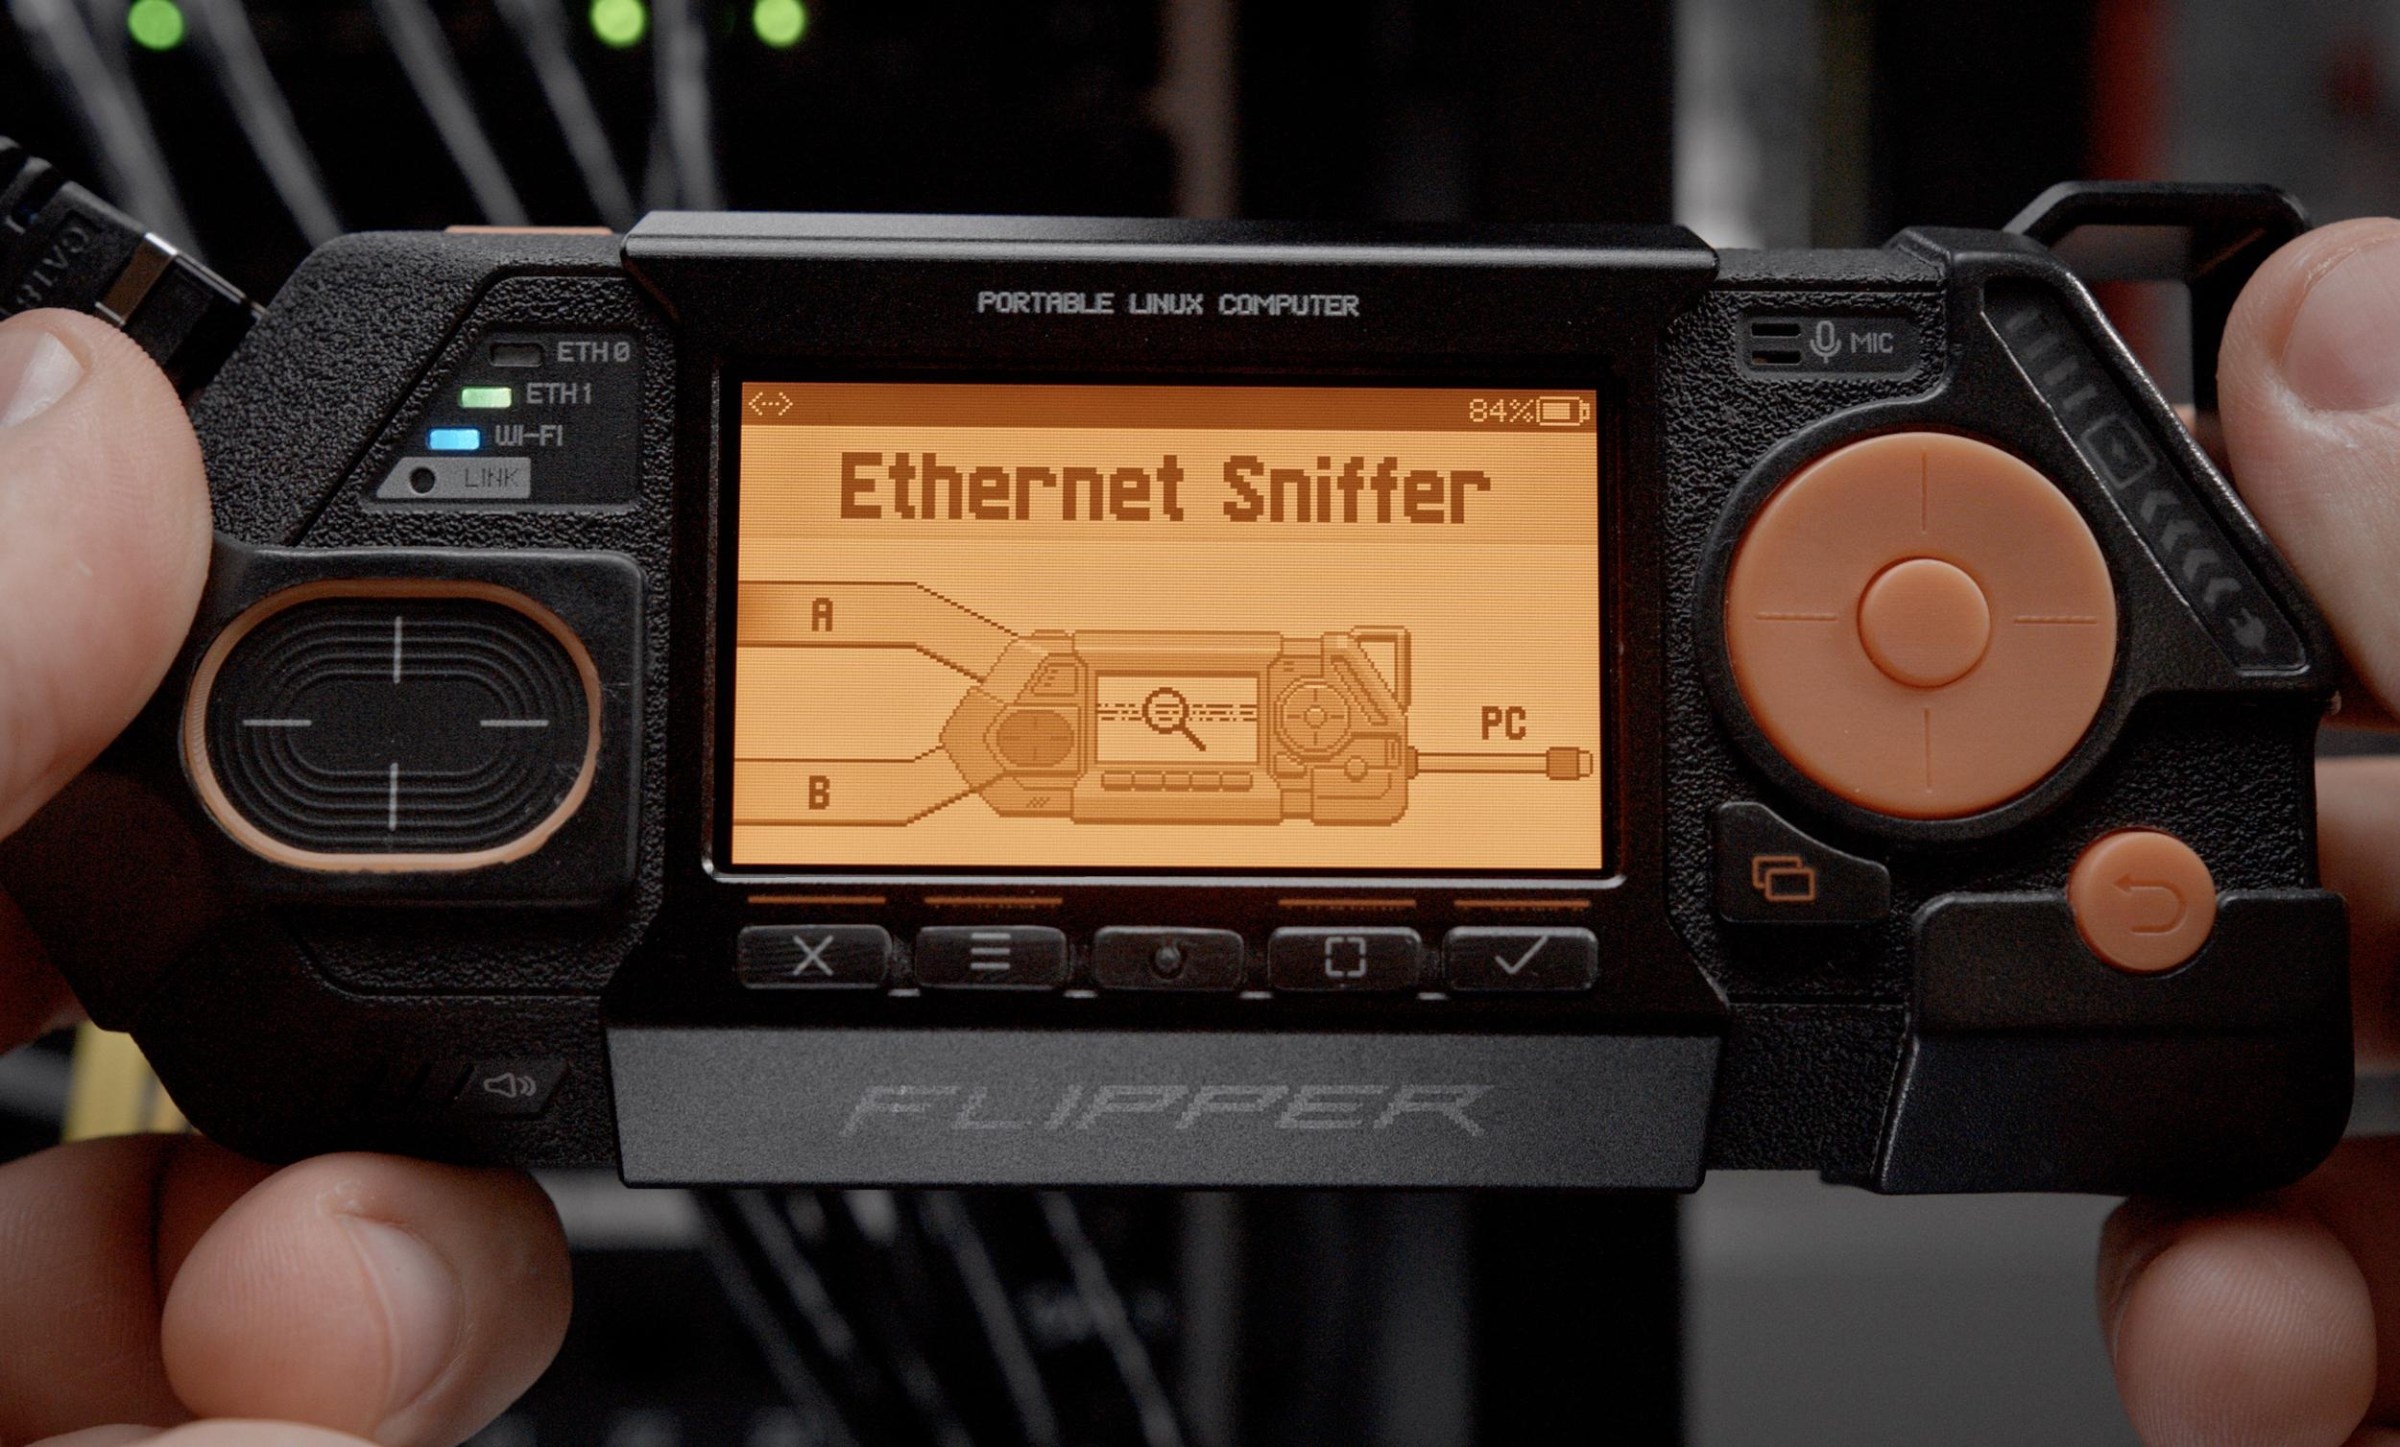 PORTABLE LINUX COMPUTER
ETH 0
ETH 1
WI-FI
LINK
MIC
84%
Ethernet Sniffer
A
PC
B
FLIPPER